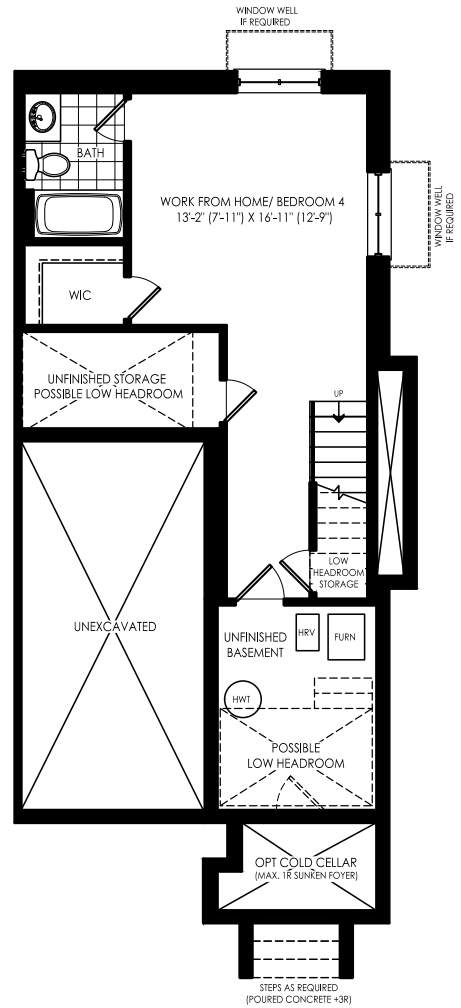 WINDOW WELL
IF REQUIRED
BATH
WORK FROM HOME/ BEDROOM 4
13'-2" (7'-11") X 16'-11" (12'-9")
WINDOW WELL
IF REQUIRED
WIC
UNFINISHED STORAGE
POSSIBLE LOW HEADROOM
UP
LOW
HEADROOM
STORAGE
UNEXCAVATED
UNFINISHED
BASEMENT
HRV
FURN
HWT
POSSIBLE
LOW HEADROOM
OPT COLD CELLAR
(MAX. 1R SUNKEN FOYER)
STEPS AS REQUIRED
(POURED CONCRETE +3R)